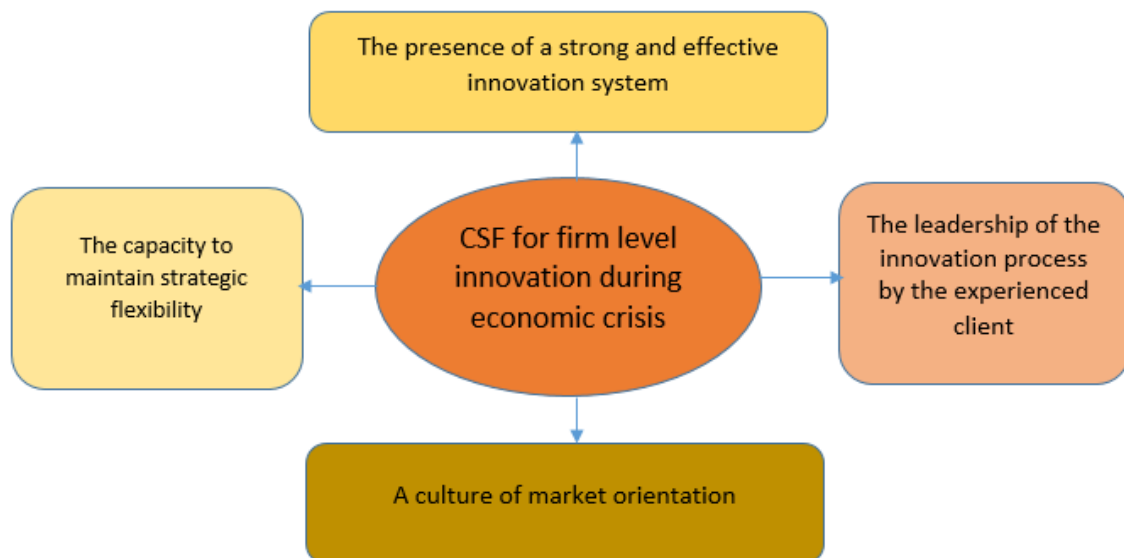 The presence of a strong and effective
innovation system
The capacity to
maintain strategic
flexibility
CSF for firm level
innovation during
economic crisis
The leadership of the
innovation process
by the experienced
client
A culture of market orientation